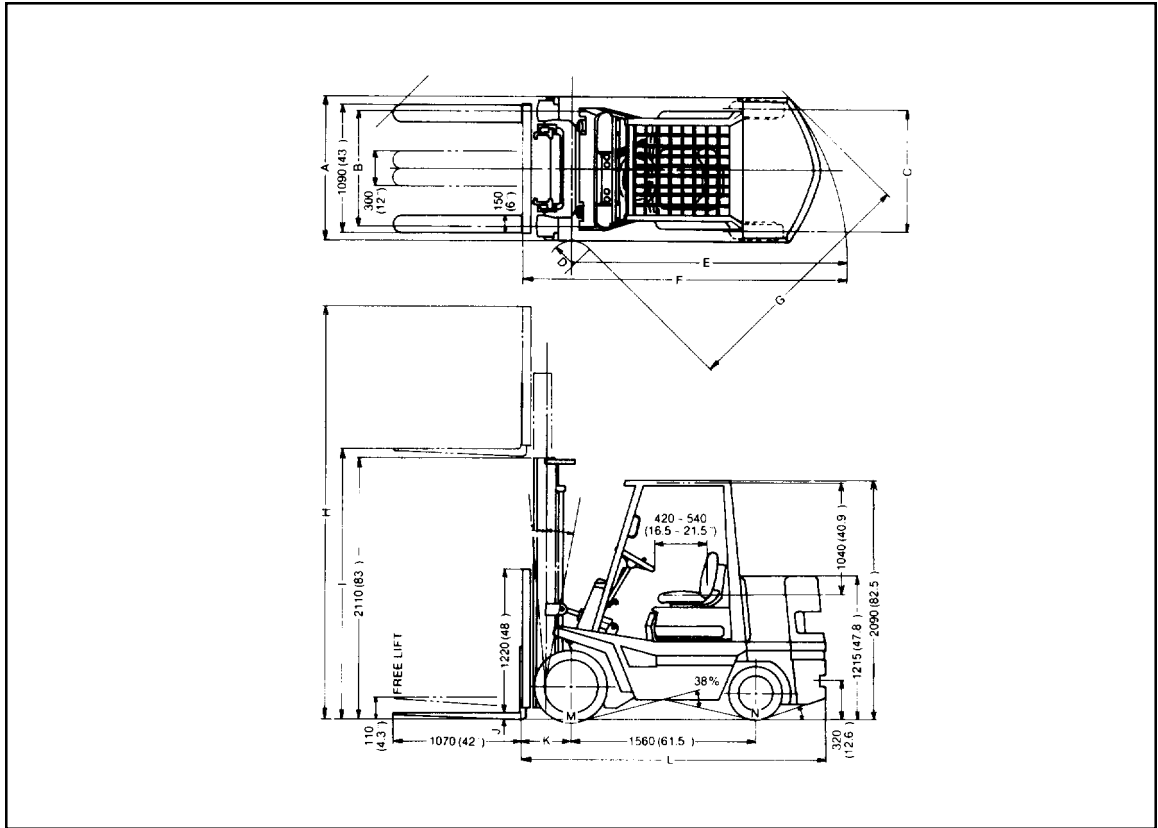 A
1090 (43 )
B
300
(12 )
150
(6 )
C
D
E
F
G
H
I
2110 (83 )
FREE LIFT
1220 (48 )
110
(4.3 )
J
1070 (42 )
K
M
1560 (61.5 )
L
N
38%
420 - 540
(16.5 - 21.5 )
1040 (40.9 )
2090 (82.5 )
1215 (47.8 )
320
(12.6 )